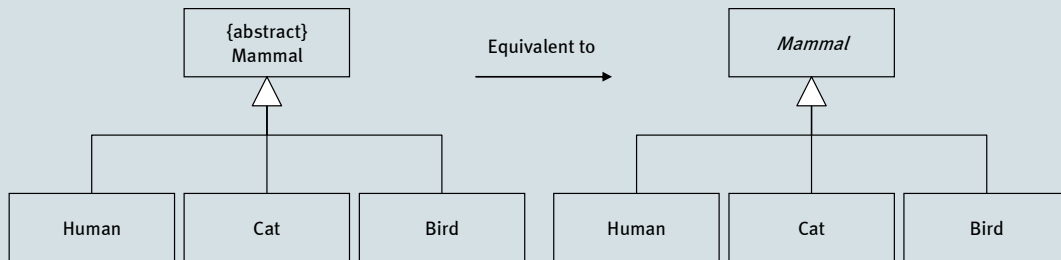 {abstract}
Mammal
Equivalent to
Mammal
Human
Cat
Bird
Human
Cat
Bird